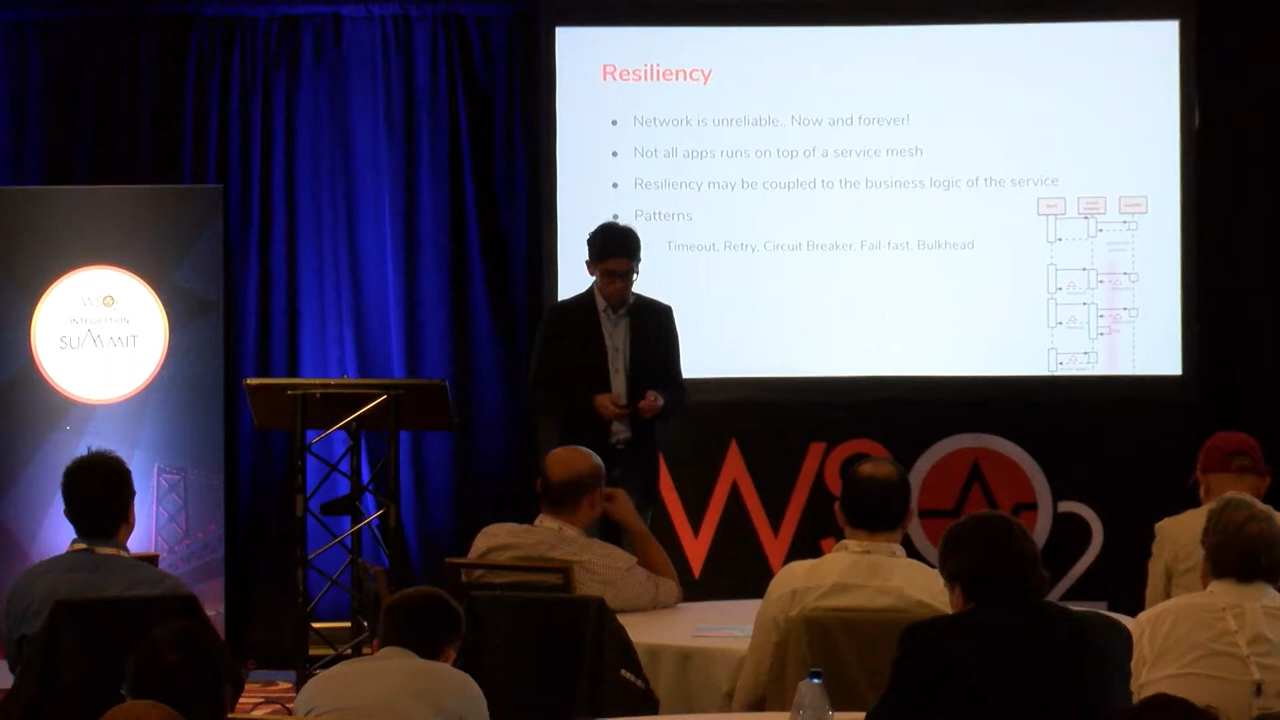 Resiliency
Network is unreliable.. Now and forever!
Not all apps runs on top of a service mesh
Resiliency may be coupled to the business logic of the service
Patterns
Timeout, Retry, Circuit Breaker, Fail-fast, Bulkhead
WSO2
INTEGRATION
SUMMIT
WSO2